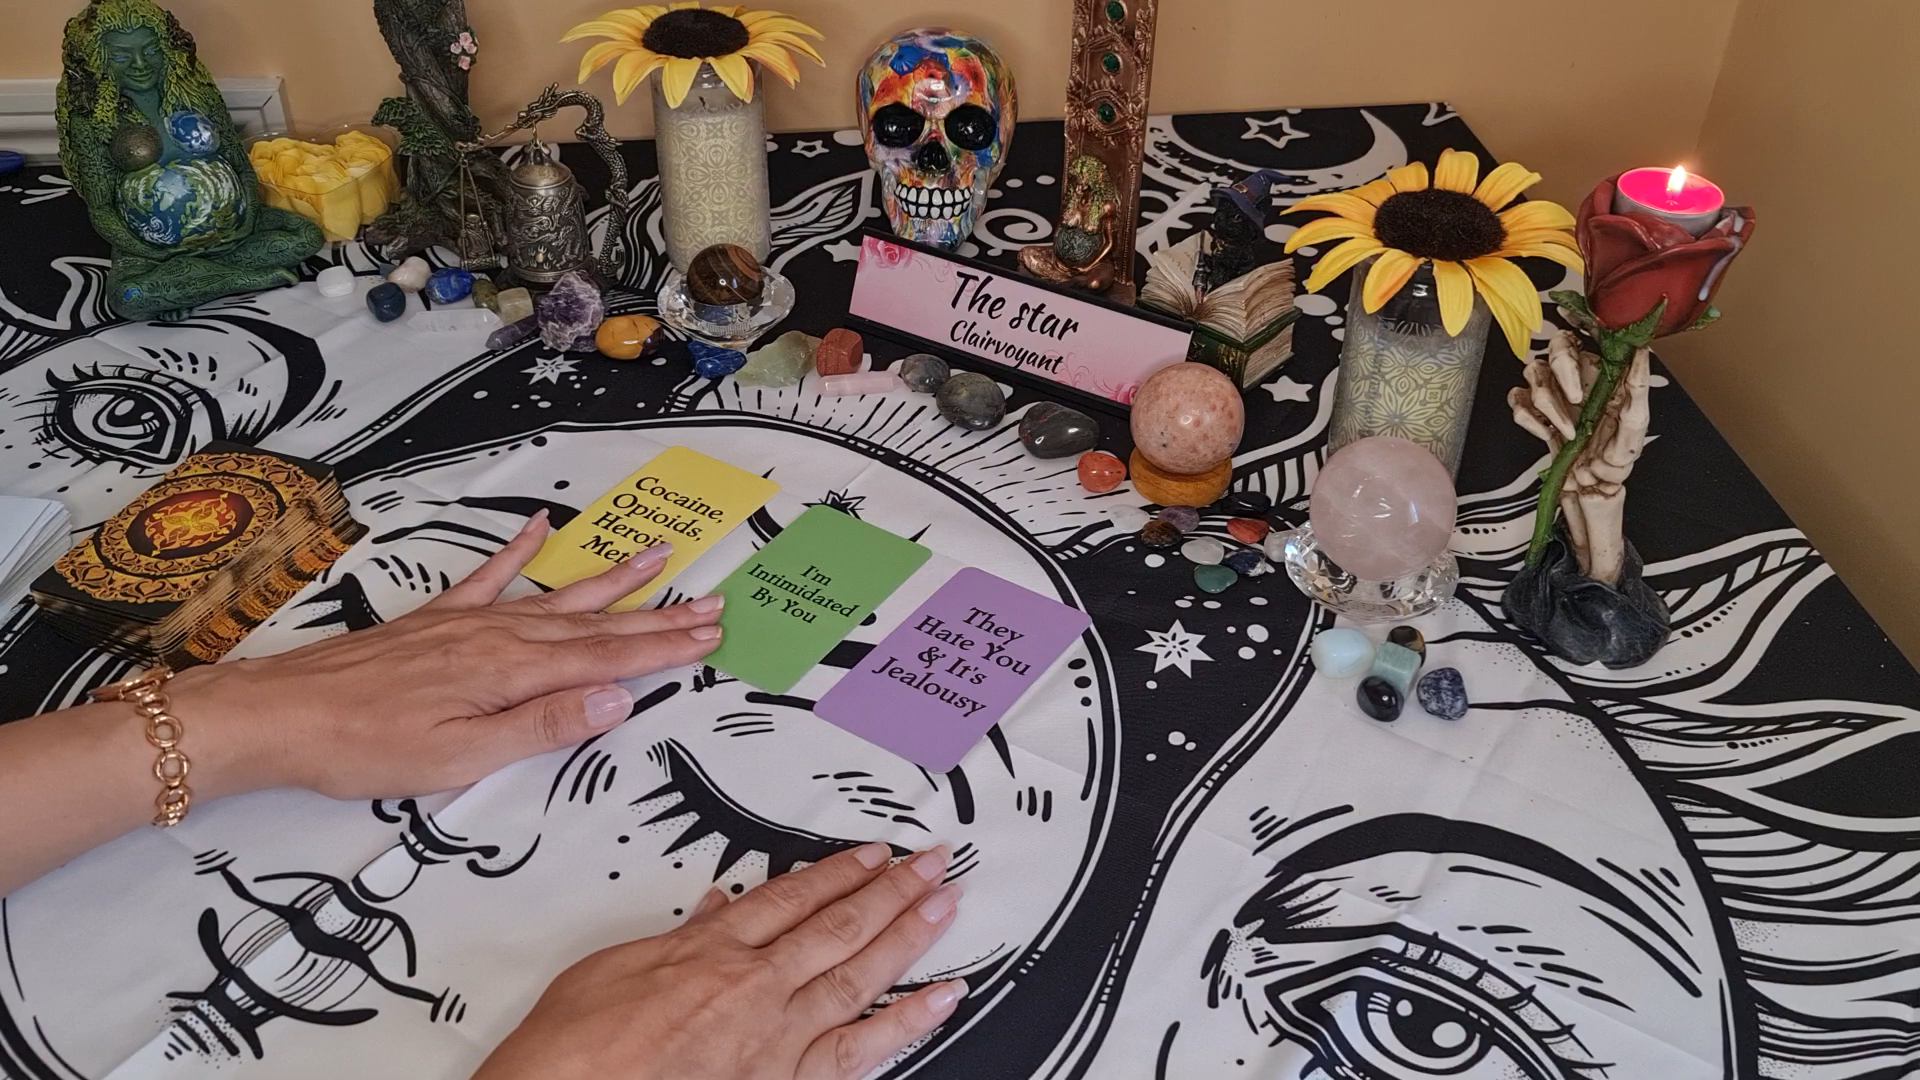 The star
Clairvoyant
Cocaine,
Opioids,
I'm
Intimidated
By You
They
Hate You
& It's
Jealousy